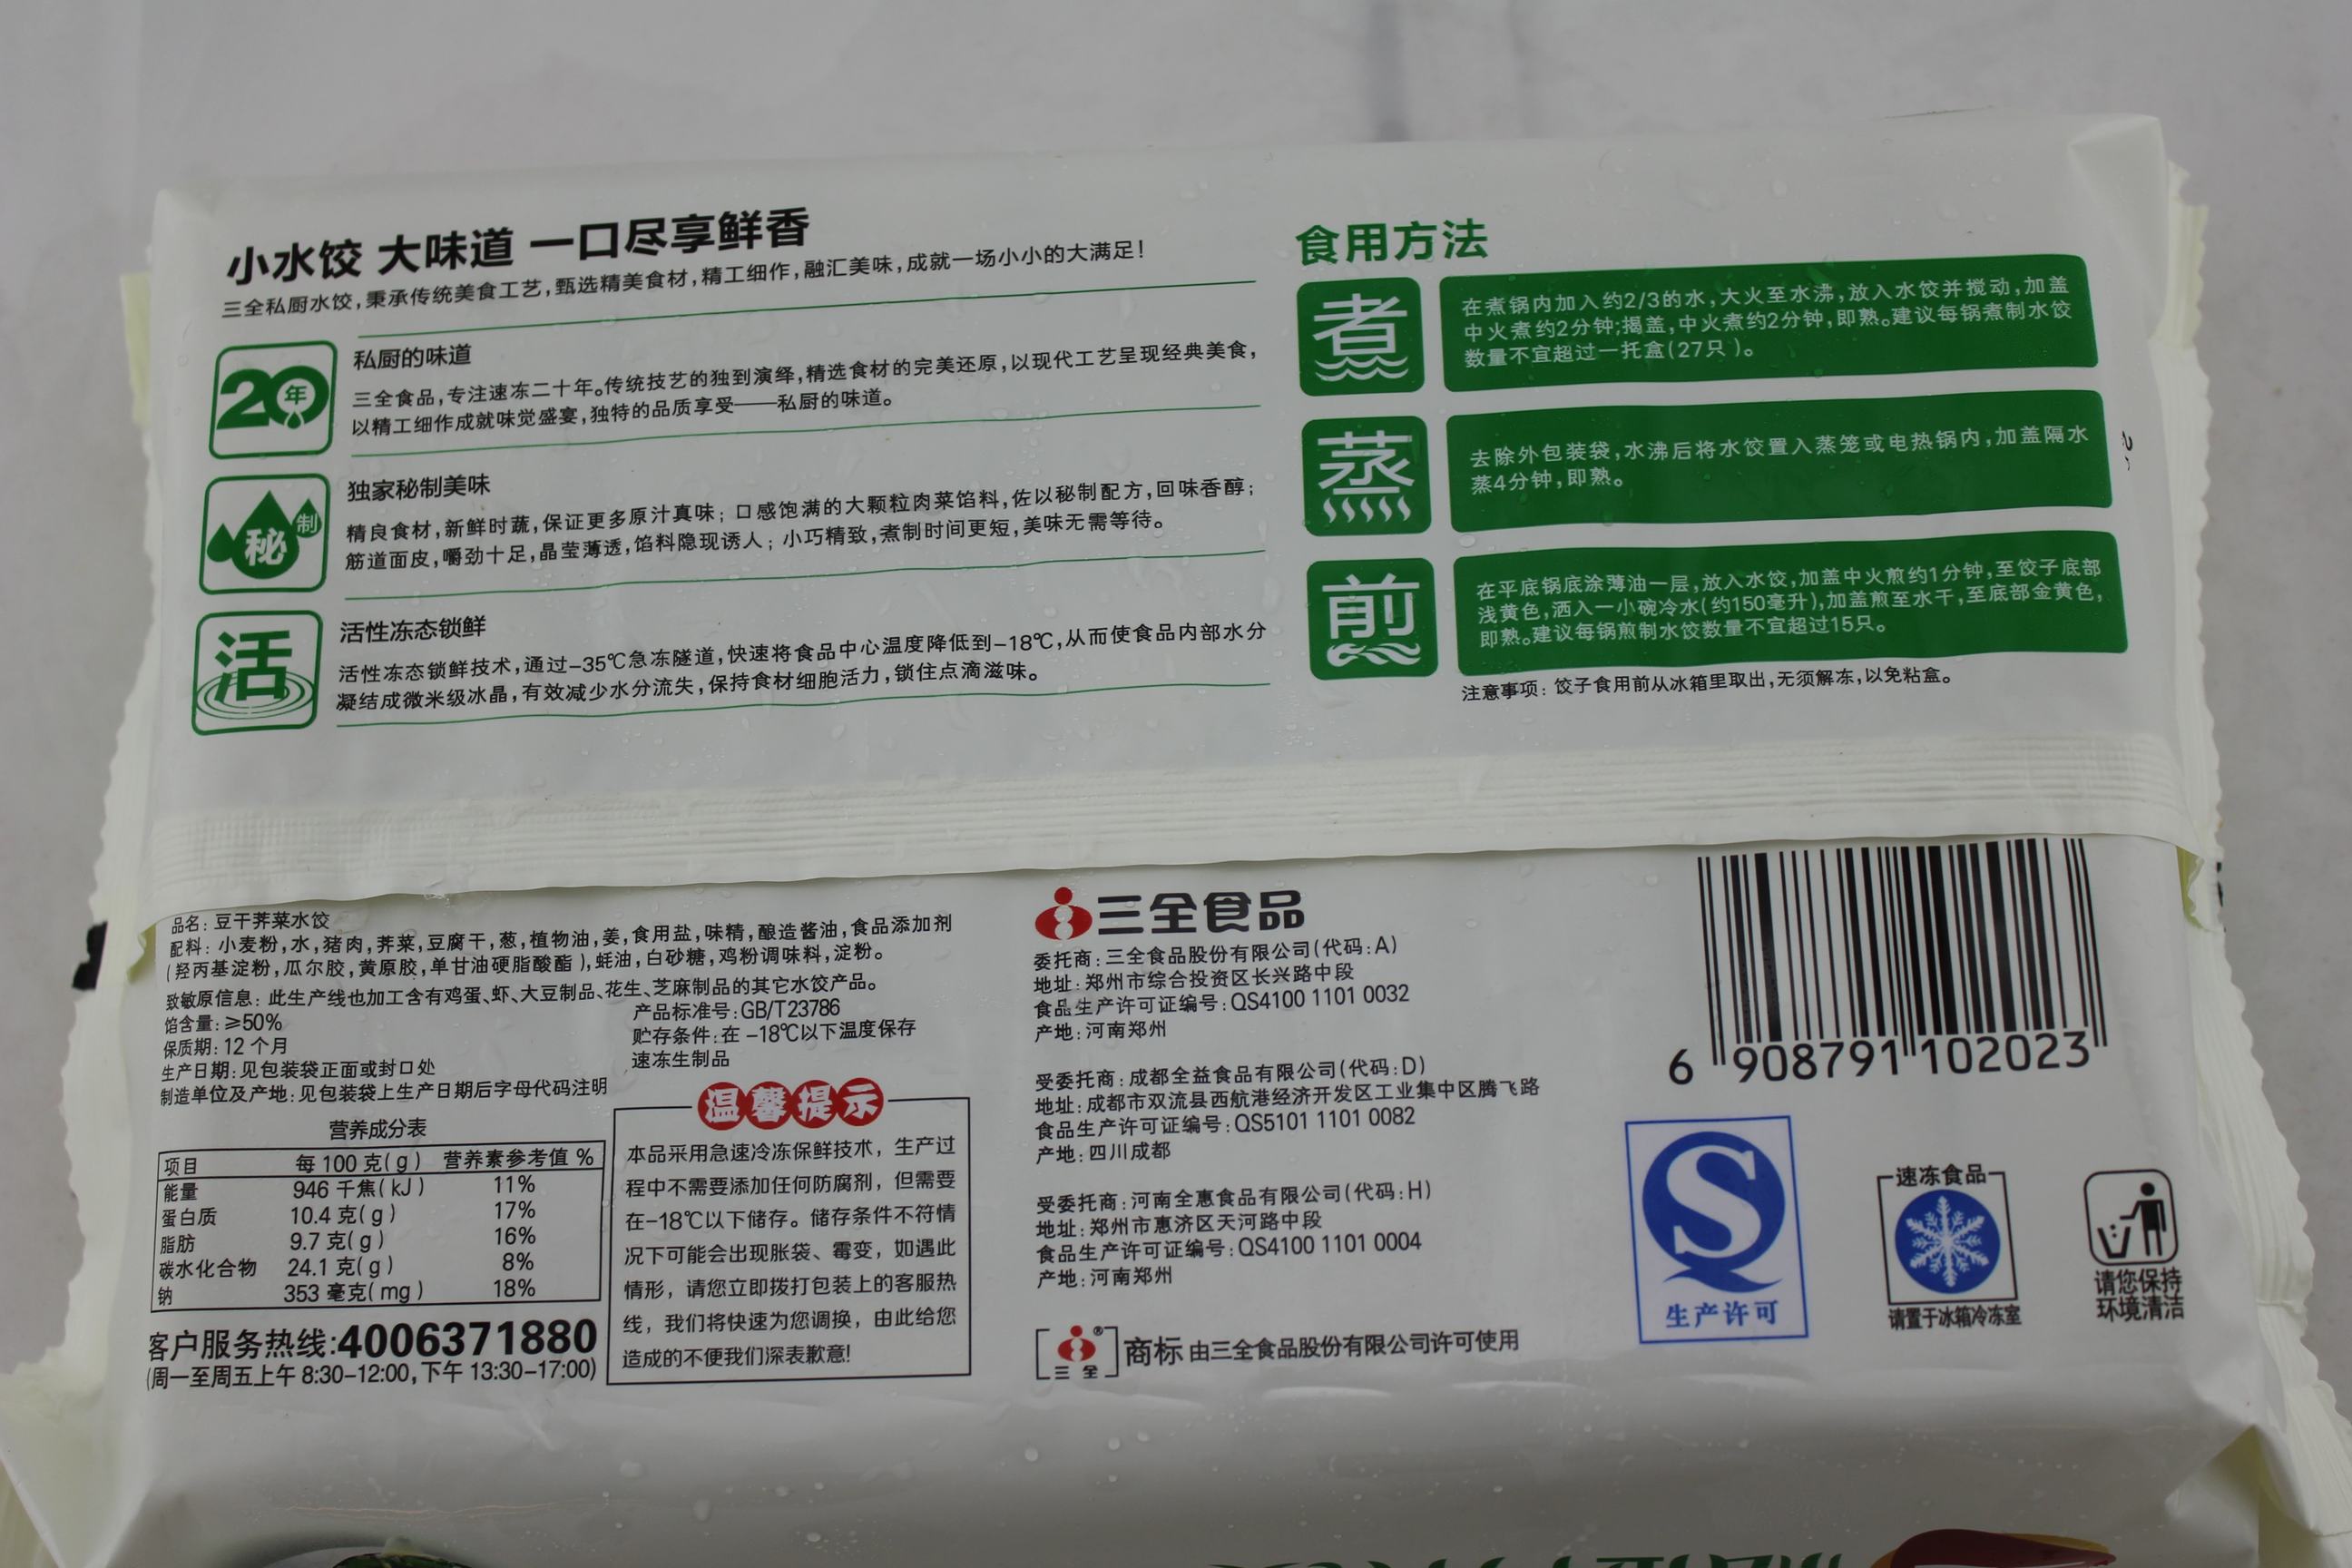 小水饺 大味道 一口尽享鲜香
三全私厨水饺,秉承传统美食工艺,甄选精美食材,精工细作,融汇美味,成就一场小小的大满足!
20年
私厨的味道
三全食品,专注速冻二十年。传统技艺的独到演绎,精选食材的完美还原,以现代工艺呈现经典美食,
以精工细作成就味觉盛宴,独特的品质享受——私厨的味道。
秘制
独家秘制美味
精良食材,新鲜时蔬,保证更多原汁真味;口感饱满的大颗粒肉菜馅料,佐以秘制配方,回味香醇;
筋道面皮,嚼劲十足,晶莹薄透,馅料隐现诱人;小巧精致,煮制时间更短,美味无需等待。
活
活性冻态锁鲜
活性冻态锁鲜技术,通过-35℃急冻隧道,快速将食品中心温度降低到-18℃,从而使食品内部水分
凝结成微米级冰晶,有效减少水分流失,保持食材细胞活力,锁住点滴滋味。
食用方法
煮
在煮锅内加入约2/3的水,大火至水沸,放入水饺并搅动,加盖
中火煮约2分钟;揭盖,中火煮约2分钟,即熟。建议每锅煮制水饺
数量不宜超过一托盒(27只)。
蒸
去除外包装袋,水沸后将水饺置入蒸笼或电热锅内,加盖隔水
蒸4分钟,即熟。
煎
在平底锅底涂薄油一层,放入水饺,加盖中火煎约1分钟,至饺子底部
浅黄色,洒入一小碗冷水(约150毫升),加盖煎至水干,至底部金黄色,
即熟。建议每锅煎制水饺数量不宜超过15只。
注意事项:饺子食用前从冰箱里取出,无须解冻,以免粘盒。
品名:豆干荠菜水饺
配料:小麦粉,水,猪肉,荠菜,豆腐干,葱,植物油,姜,食用盐,味精,酿造酱油,食品添加剂
(羟丙基淀粉,瓜尔胶,黄原胶,单甘油硬脂酸酯),蚝油,白砂糖,鸡粉调味料,淀粉。
致敏原信息:此生产线也加工含有鸡蛋、虾、大豆制品、花生、芝麻制品的其它水饺产品。
馅含量:≥50%
保质期:12 个月
生产日期:见包装袋正面或封口处
制造单位及产地:见包装袋上生产日期后字母代码注明
产品标准号:GB/T23786
贮存条件:在 -18℃以下温度保存
速冻生制品
营养成分表
项目 每 100 克(g) 营养素参考值 %
能量 946 千焦(kJ) 11%
蛋白质 10.4 克(g) 17%
脂肪 9.7 克(g) 16%
碳水化合物 24.1 克(g) 8%
钠 353 毫克(mg) 18%
客户服务热线:4006371880
(周一至周五上午 8:30-12:00,下午 13:30-17:00)
温馨提示
本品采用急速冷冻保鲜技术，生产过
程中不需要添加任何防腐剂，但需要
在-18℃以下储存。储存条件不符情
况下可能会出现胀袋、霉变，如遇此
情形，请您立即拨打包装上的客服热
线，我们将快速为您调换，由此给您
造成的不便我们深表歉意!
三全食品
委托商:三全食品股份有限公司(代码:A)
地址:郑州市综合投资区长兴路中段
食品生产许可证编号:QS4100 1101 0032
产地:河南郑州
受委托商:成都全益食品有限公司(代码:D)
地址:成都市双流县西航港经济开发区工业集中区腾飞路
食品生产许可证编号:QS5101 1101 0082
产地:四川成都
受委托商:河南全惠食品有限公司(代码:H)
地址:郑州市惠济区天河路中段
食品生产许可证编号:QS4100 1101 0004
产地:河南郑州
三全® 商标 由三全食品股份有限公司许可使用
6 908791 102023
生产许可
速冻食品
请置于冰箱冷冻室
请您保持
环境清洁